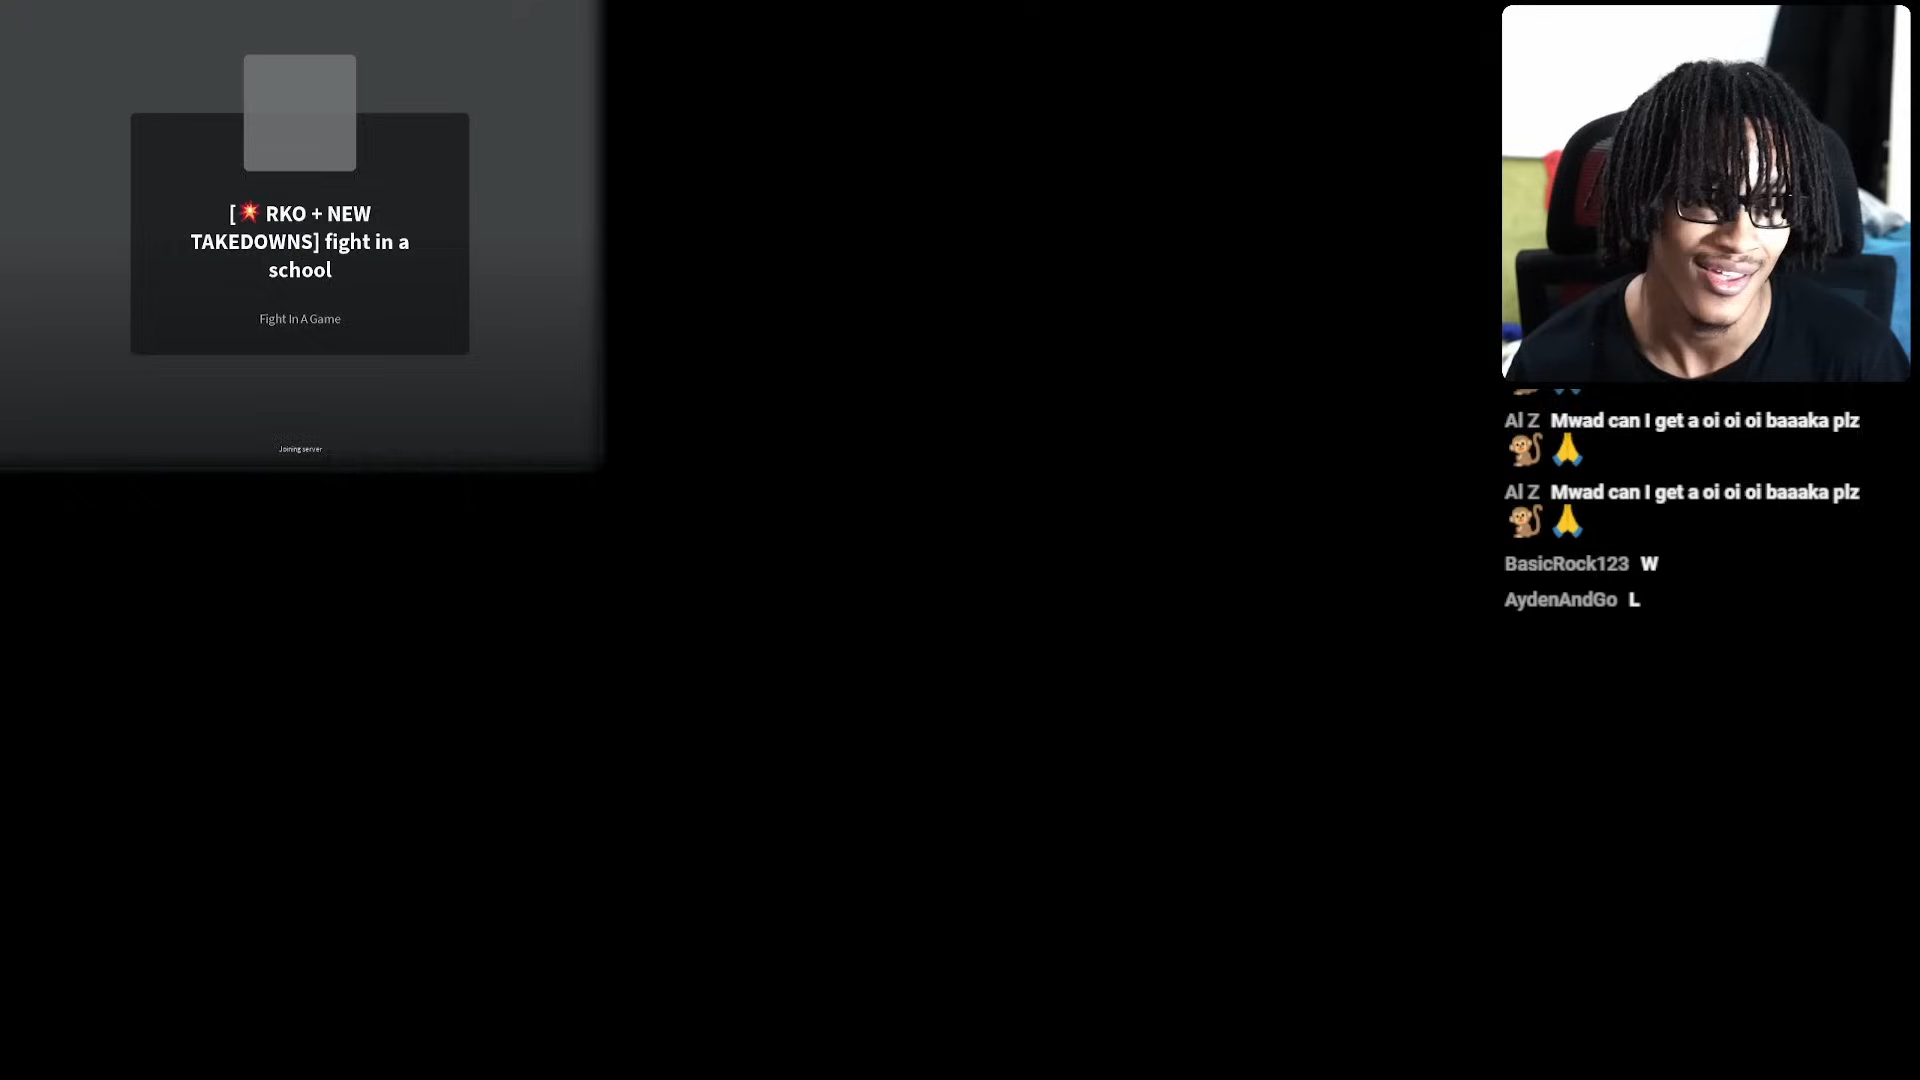 [💥 RKO + NEW
TAKEDOWNS] fight in a
school
Fight In A Game
Joining server
Al Z Mwad can I get a oi oi oi baaaka plz
🐒 🙏
Al Z Mwad can I get a oi oi oi baaaka plz
🐒 🙏
BasicRock123 W
AydenAndGo L